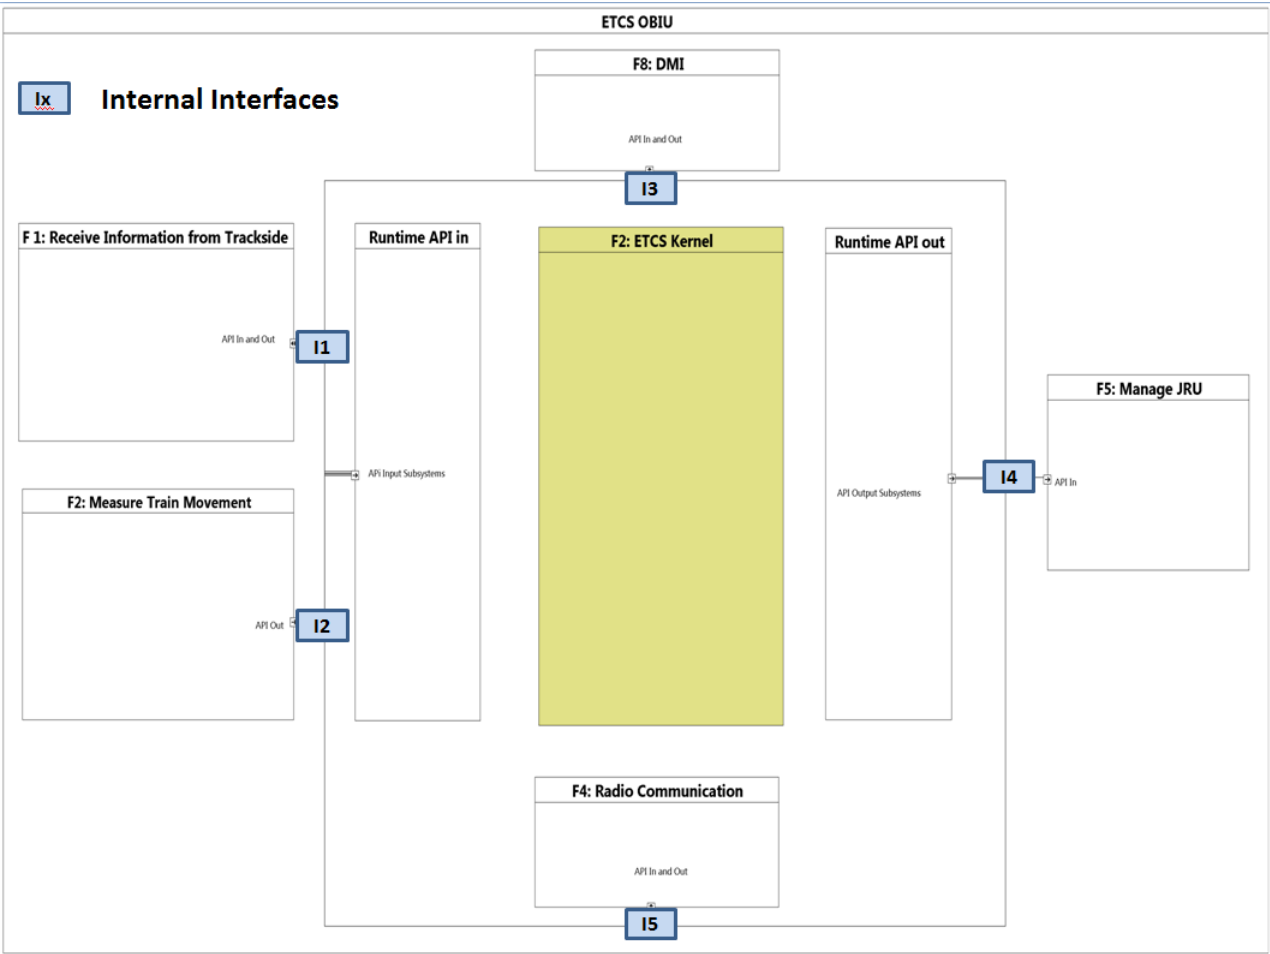 ETCS OBIU
Ix
Internal Interfaces
F8: DMI
API In and Out
I3
F 1: Receive Information from Trackside
API In and Out
I1
Runtime API in
APi Input Subsystems
F2: ETCS Kernel
Runtime API out
API Output Subsystems
I4
F5: Manage JRU
API In
F2: Measure Train Movement
API Out
I2
F4: Radio Communication
API In and Out
I5